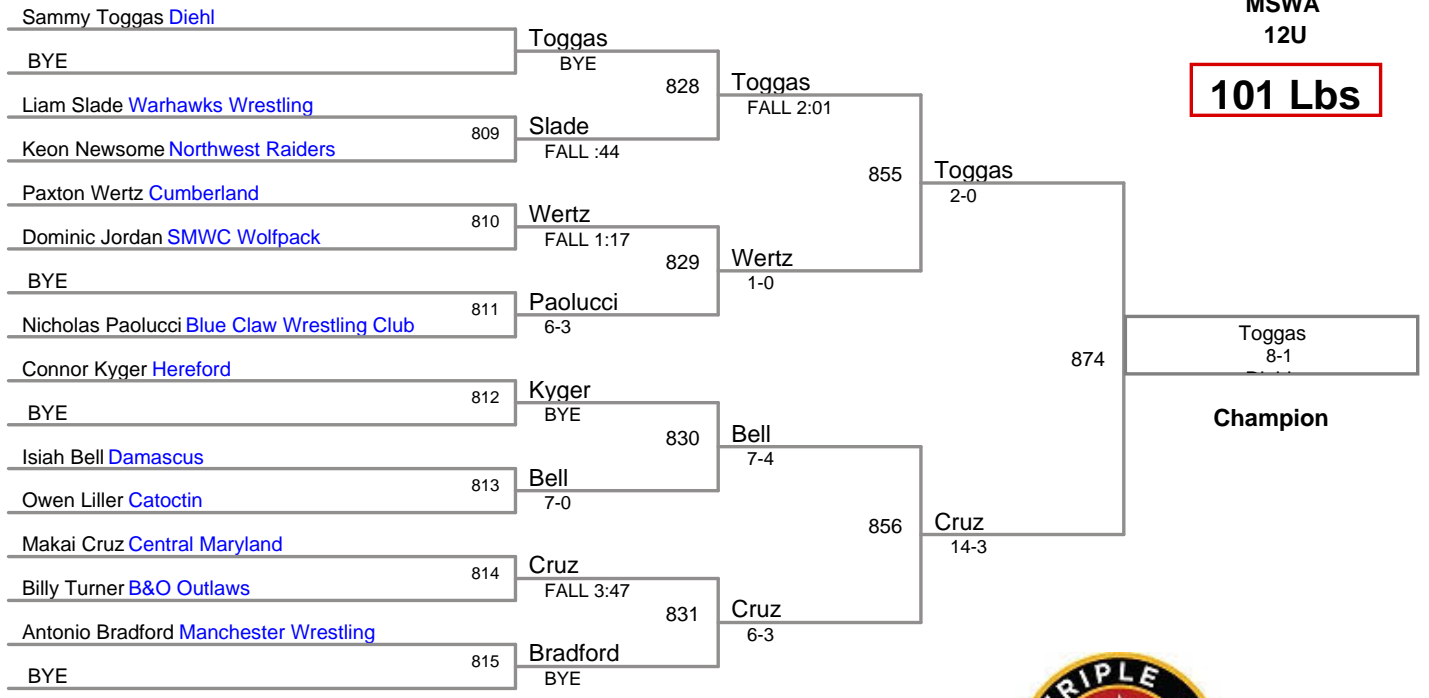 MSWA
12U
101 Lbs
Sammy Toggas Diehl
BYE
Liam Slade Warhawks Wrestling
Keon Newsome Northwest Raiders
Paxton Wertz Cumberland
Dominic Jordan SMWC Wolfpack
BYE
Nicholas Paolucci Blue Claw Wrestling Club
Connor Kyger Hereford
BYE
Isiah Bell Damascus
Owen Liller Catoctin
Makai Cruz Central Maryland
Billy Turner B&O Outlaws
Antonio Bradford Manchester Wrestling
BYE
809
810
811
812
813
814
815
Toggas
BYE
Slade
FALL :44
Wertz
FALL 1:17
Paolucci
6-3
Kyger
BYE
Bell
7-0
Cruz
FALL 3:47
Bradford
BYE
828
829
830
831
Toggas
FALL 2:01
Wertz
1-0
Bell
7-4
Cruz
6-3
855
856
Toggas
2-0
Cruz
14-3
874
Toggas
8-1
Champion
TRIPLE